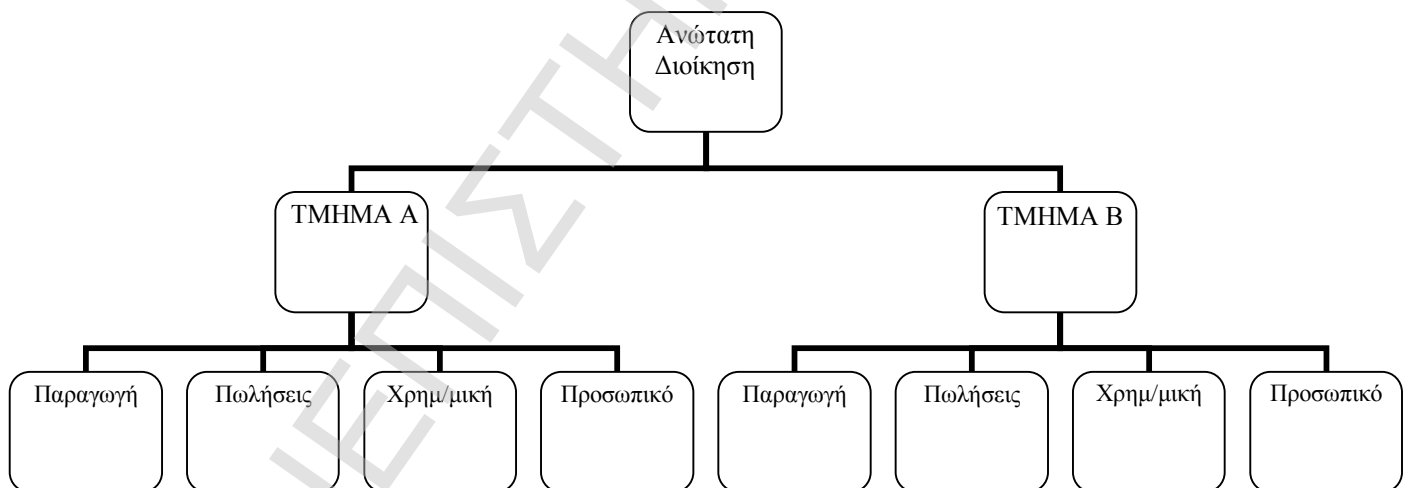 Ανώτατη
Διοίκηση
ΤΜΗΜΑ Α
ΤΜΗΜΑ Β
Παραγωγή
Πωλήσεις
Χρημ/μική
Προσωπικό
Παραγωγή
Πωλήσεις
Χρημ/μική
Προσωπικό